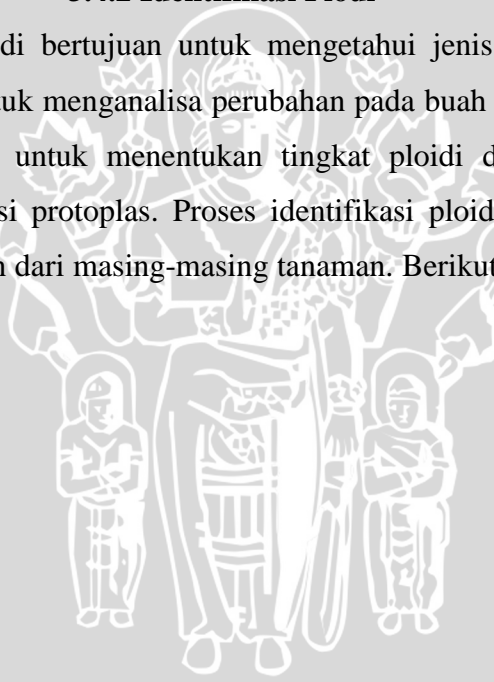 di bertujuan untuk mengetahui jenis
tuk menganalisa perubahan pada buah
untuk menentukan tingkat ploidi d
si protoplas. Proses identifikasi ploid
n dari masing-masing tanaman. Berikut